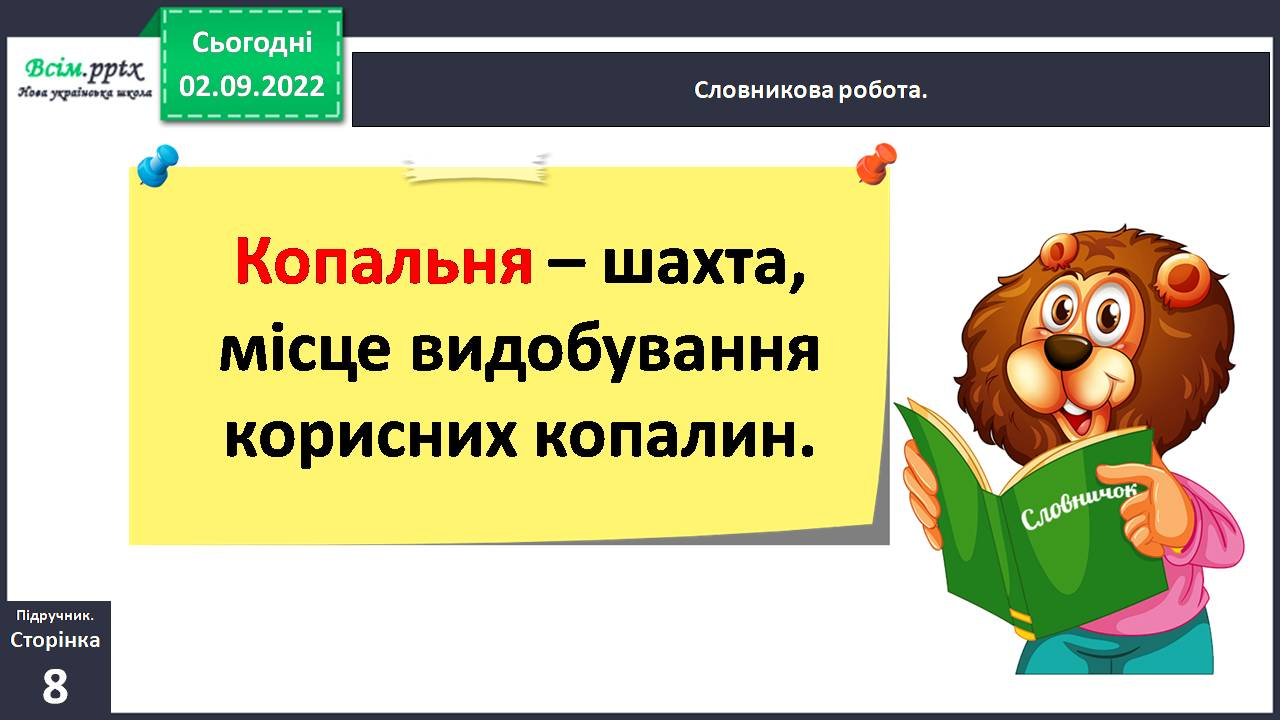 Всім.pptx
Нова українська школа
Сьогодні
02.09.2022
Словникова робота.
Копальня – шахта,
місце видобування
корисних копалин.
Словничок
Підручник.
Сторінка
8